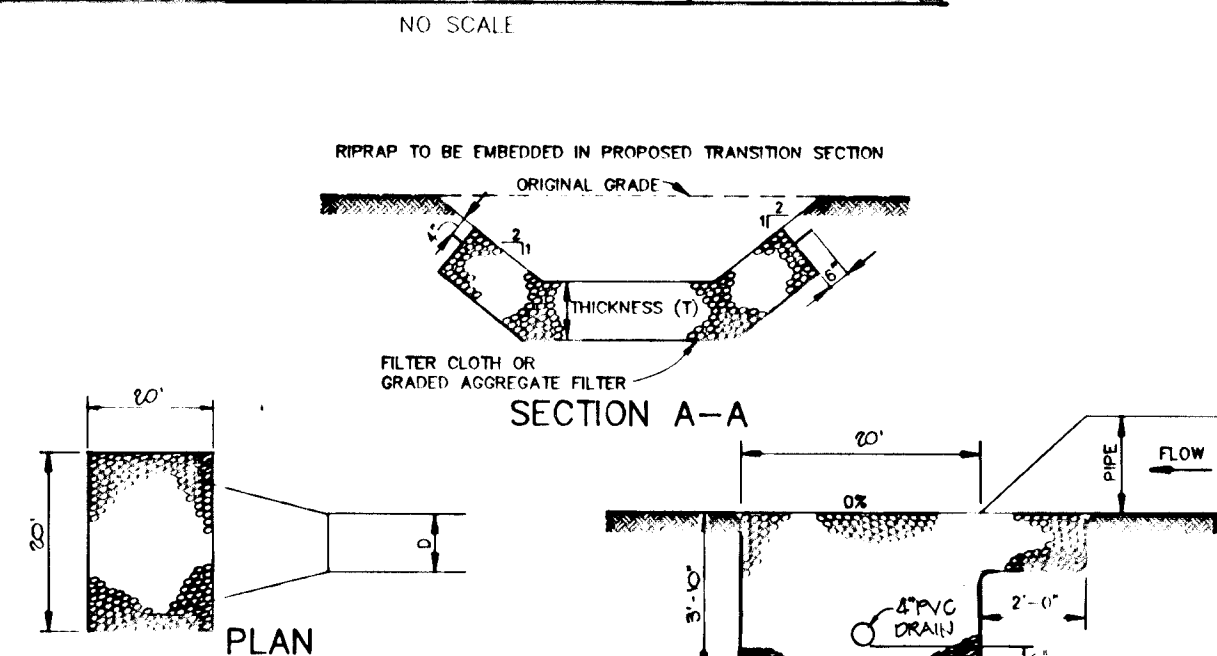 NO SCALE
RIPRAP TO BE EMBEDDED IN PROPOSED TRANSITION SECTION
ORIGINAL GRADE
4"
2
1
2
1
6"
THICKNESS (T)
FILTER CLOTH OR
GRADED AGGREGATE FILTER
SECTION A-A
20'
20'
D
PLAN
20'
PIPE
FLOW
0%
3'-10"
4" PVC
DRAIN
2'-0"